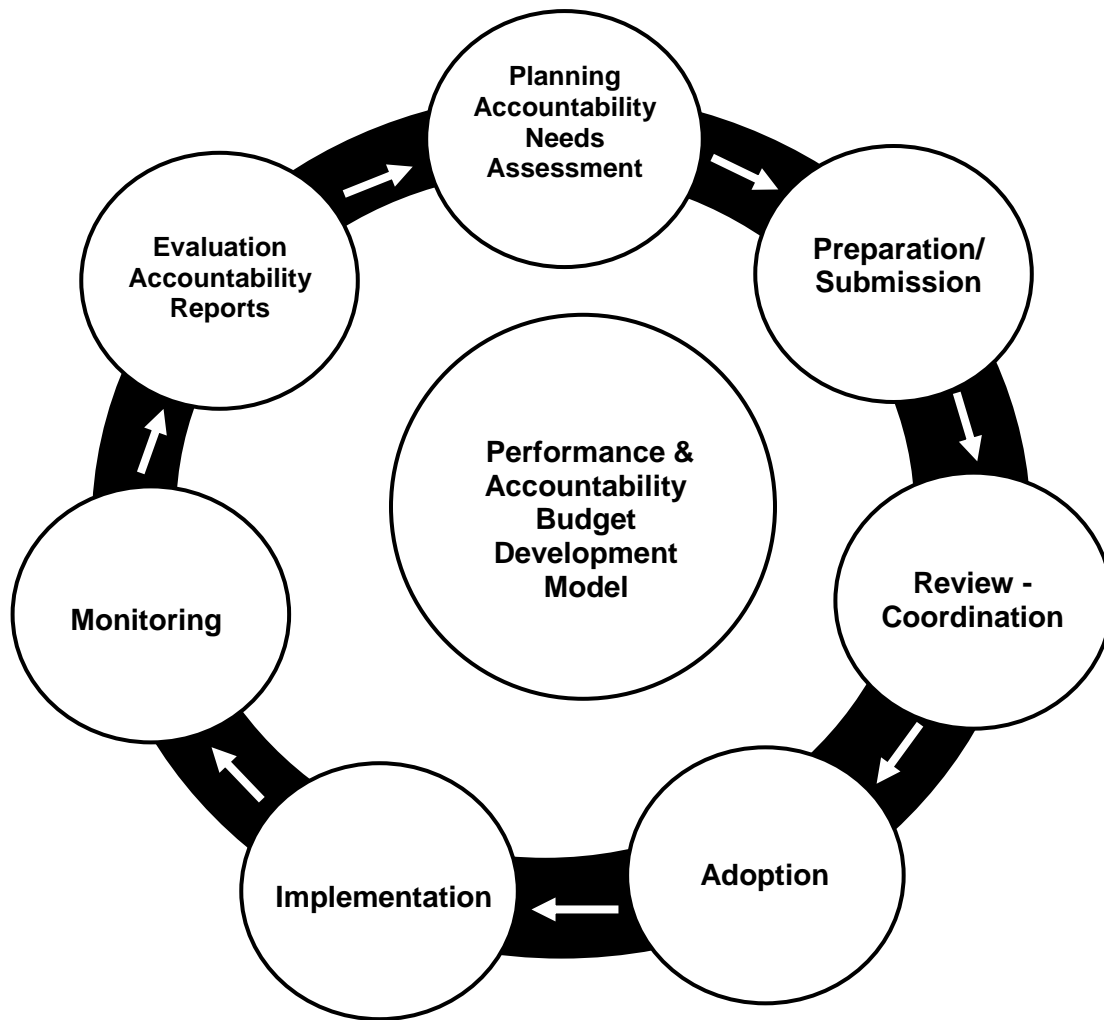 Planning
Accountability
Needs
Assessment
Preparation/
Submission
Review -
Coordination
Adoption
Implementation
Monitoring
Evaluation
Accountability
Reports
Performance &
Accountability
Budget
Development
Model